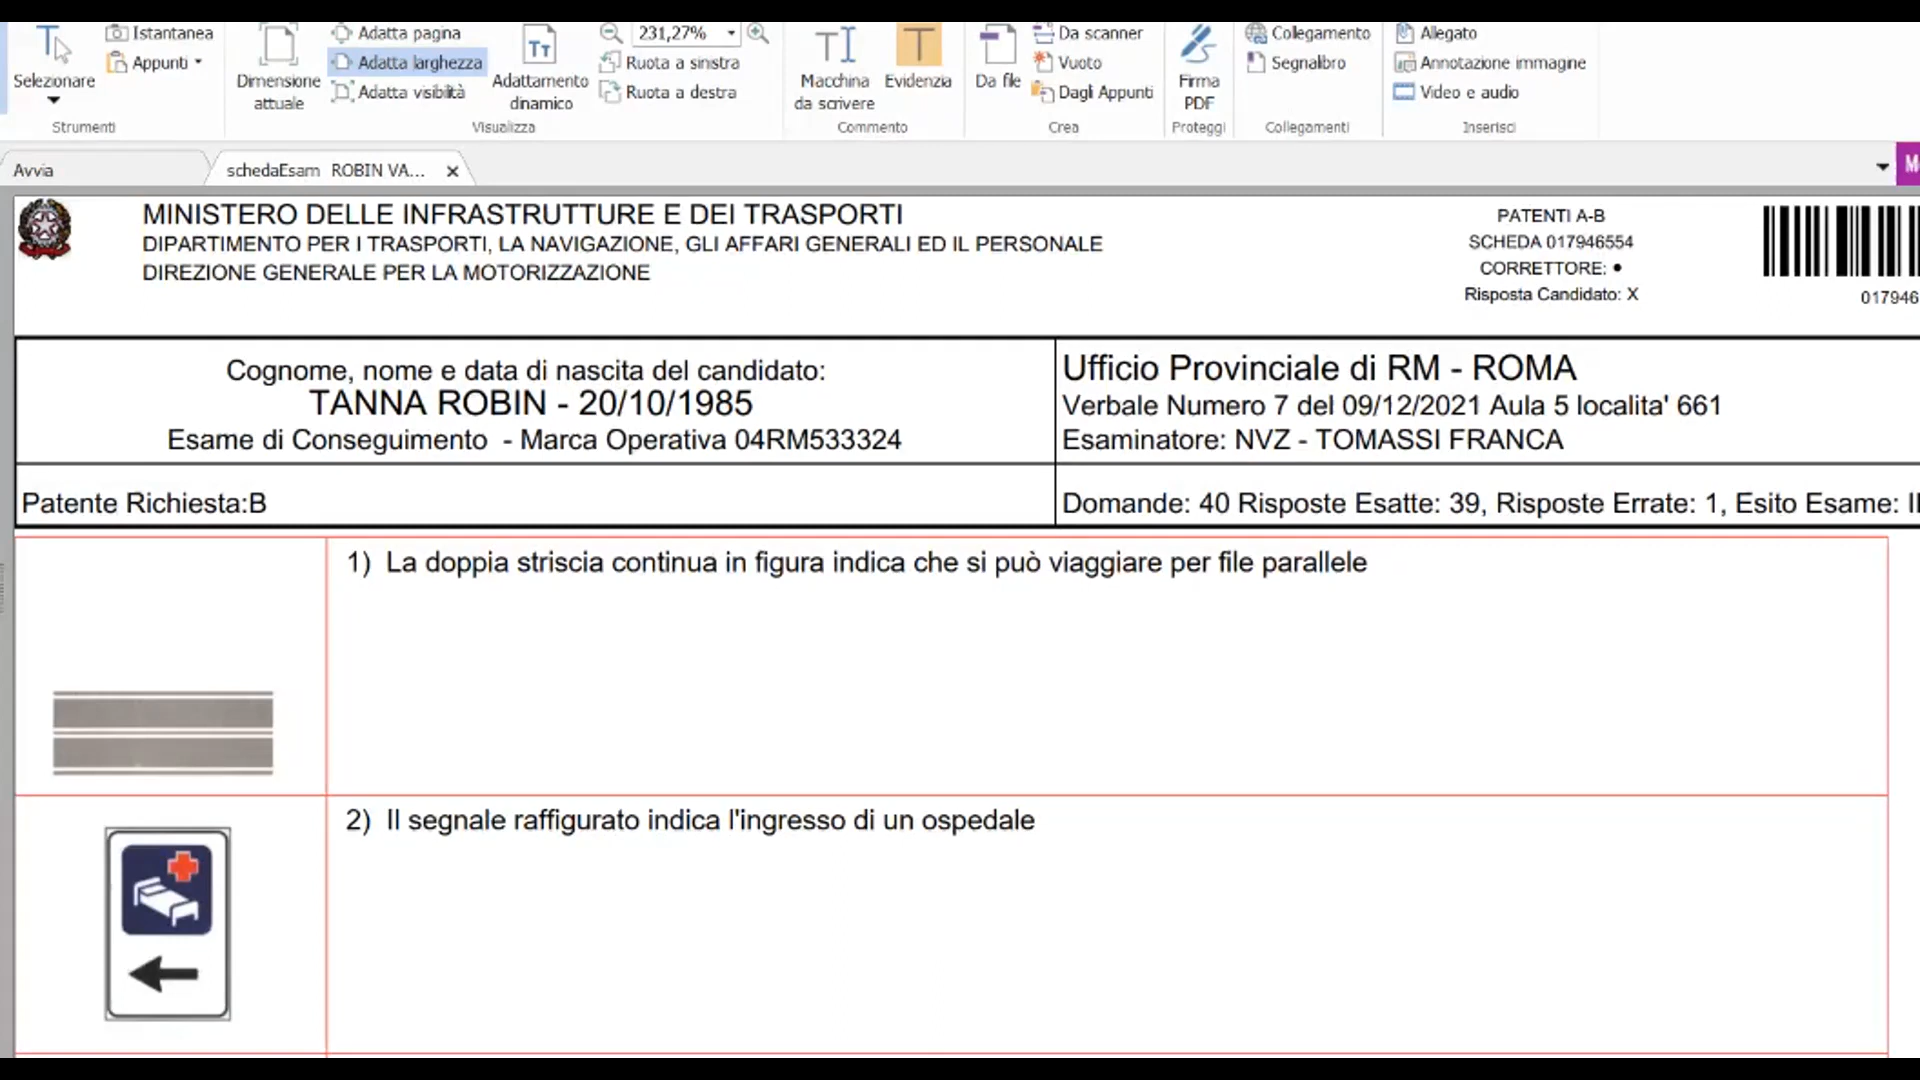 Selezionare
Istantanea
Appunti
Strumenti
Dimensione
attuale
Adatta pagina
Adatta larghezza
Adatta visibilità
Adattamento
dinamico
231,27%
Ruota a sinstra
Ruota a destra
Visualizza
Macchina
da scrivere
Evidenzia
Commento
Da file
Da scanner
Vuoto
Dagli Appunti
Crea
Firma
PDF
Proteggi
Collegamento
Segnalibro
Collegamenti
Allegato
Annotazione immagine
Video e audio
Inserisci
Avvia
schedaEsam ROBIN VA...
MINISTERO DELLE INFRASTRUTTURE E DEI TRASPORTI
DIPARTIMENTO PER I TRASPORTI, LA NAVIGAZIONE, GLI AFFARI GENERALI ED IL PERSONALE
DIREZIONE GENERALE PER LA MOTORIZZAZIONE
PATENTI A-B
SCHEDA 017946554
CORRETTORE: •
Risposta Candidato: X
017946
Cognome, nome e data di nascita del candidato:
TANNA ROBIN - 20/10/1985
Esame di Conseguimento - Marca Operativa 04RM533324
Ufficio Provinciale di RM - ROMA
Verbale Numero 7 del 09/12/2021 Aula 5 localita' 661
Esaminatore: NVZ - TOMASSI FRANCA
Patente Richiesta:B
Domande: 40 Risposte Esatte: 39, Risposte Errate: 1, Esito Esame:
1) La doppia striscia continua in figura indica che si può viaggiare per file parallele
2) Il segnale raffigurato indica l'ingresso di un ospedale